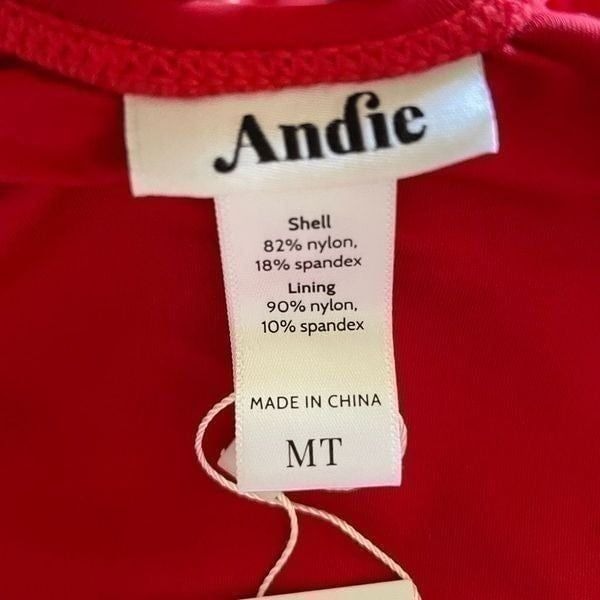 Andie
Shell
82% nylon,
18% spandex
Lining
90% nylon,
10% spandex
MADE IN CHINA
MT